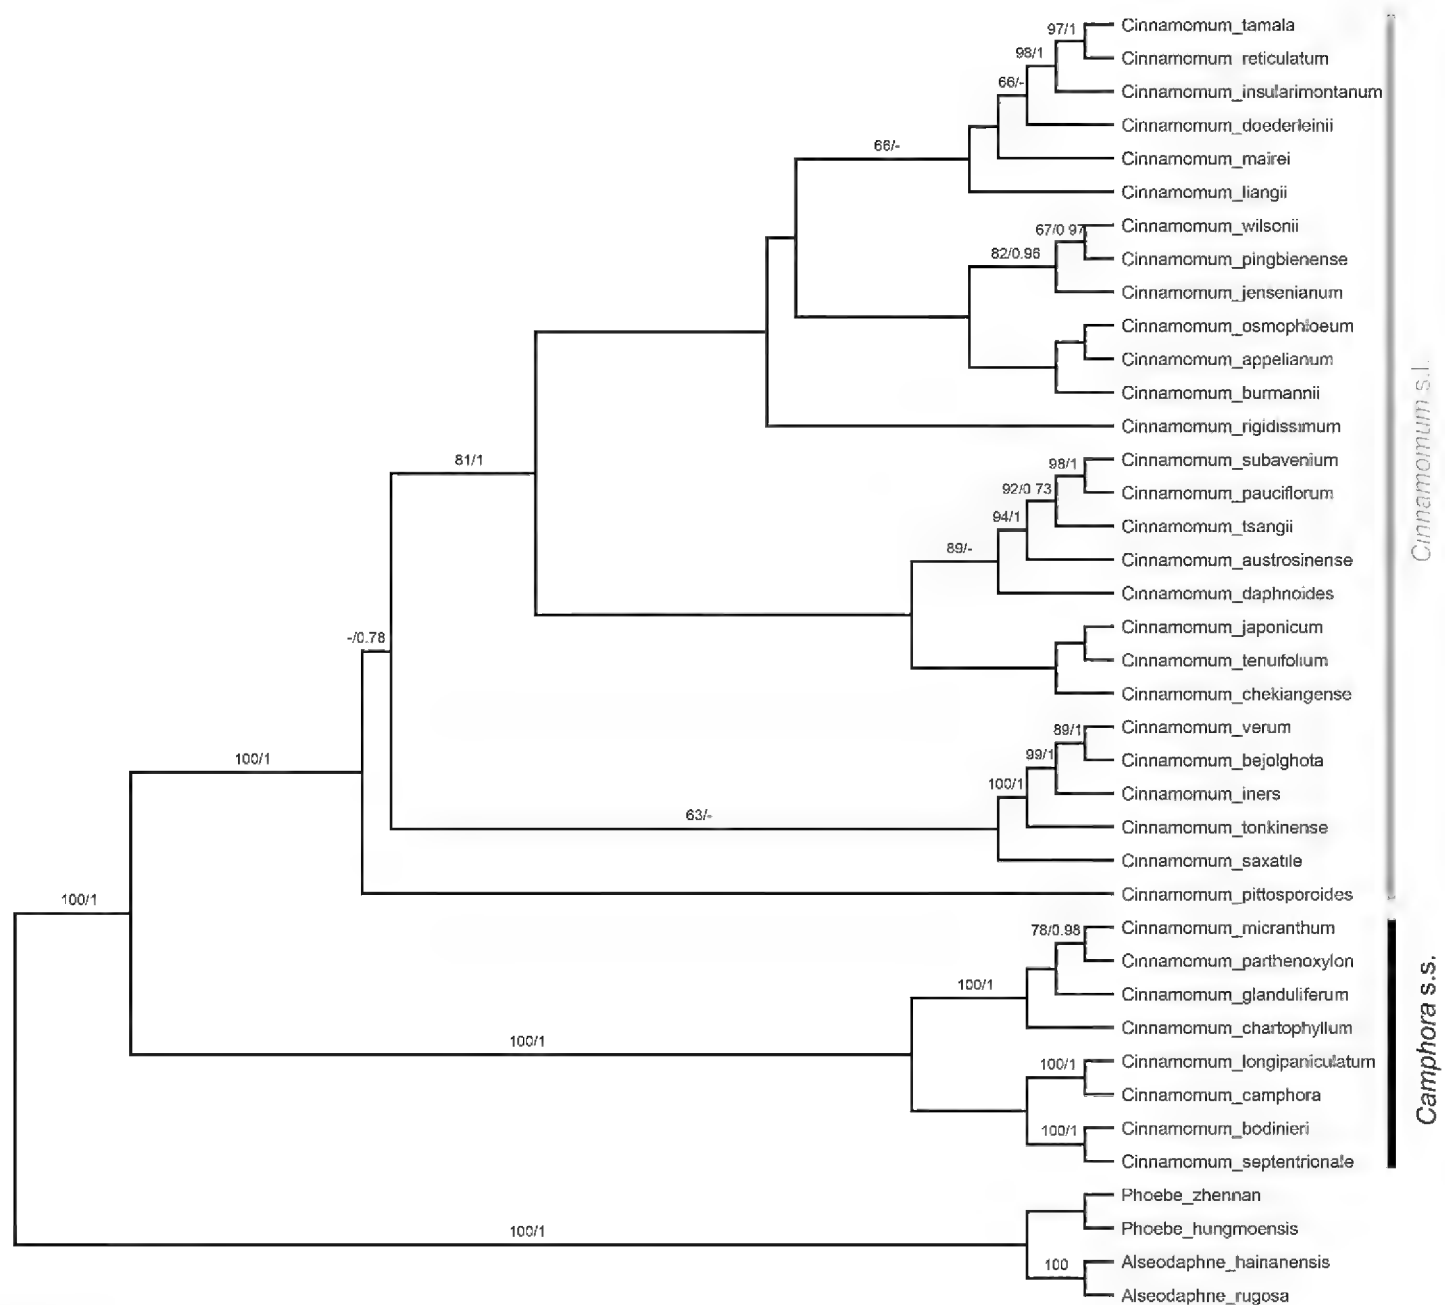 97/1
Cinnamomum_tamala
98/1
Cinnamomum_reticulatum
66/-
Cinnamomum_insularimontanum
Cinnamomum_doederleinii
66/-
Cinnamomum_mairei
Cinnamomum_liangii
67/0.97
Cinnamomum_wilsonii
82/0.96
Cinnamomum_pingbienense
Cinnamomum_jensenianum
Cinnamomum_osmophloeum
Cinnamomum_appelianum
Cinnamomum_burmannii
Cinnamomum_rigidissimum
81/1
98/1
Cinnamomum_subavenium
92/0.73
Cinnamomum_pauciflorum
94/1
Cinnamomum_tsangii
89/-
Cinnamomum_austrosinense
Cinnamomum_daphnoides
-/0.78
Cinnamomum_japonicum
Cinnamomum_tenuifolium
Cinnamomum_chekiangense
89/1
Cinnamomum_verum
99/1
Cinnamomum_bejolghota
100/1
100/1
Cinnamomum_iners
63/-
Cinnamomum_tonkinense
Cinnamomum_saxatile
100/1
Cinnamomum_pittosporoides
Cinnamomum s.l.
78/0.98
Cinnamomum_micranthum
Cinnamomum_parthenoxylon
100/1
Cinnamomum_glanduliferum
Cinnamomum_chartophyllum
100/1
100/1
Cinnamomum_longipaniculatum
Cinnamomum_camphora
100/1
Cinnamomum_bodinieri
Cinnamomum_septentrionale
Camphora s.s.
Phoebe_zhennan
100/1
Phoebe_hungmoensis
100
Alseodaphne_hainanensis
Alseodaphne_rugosa